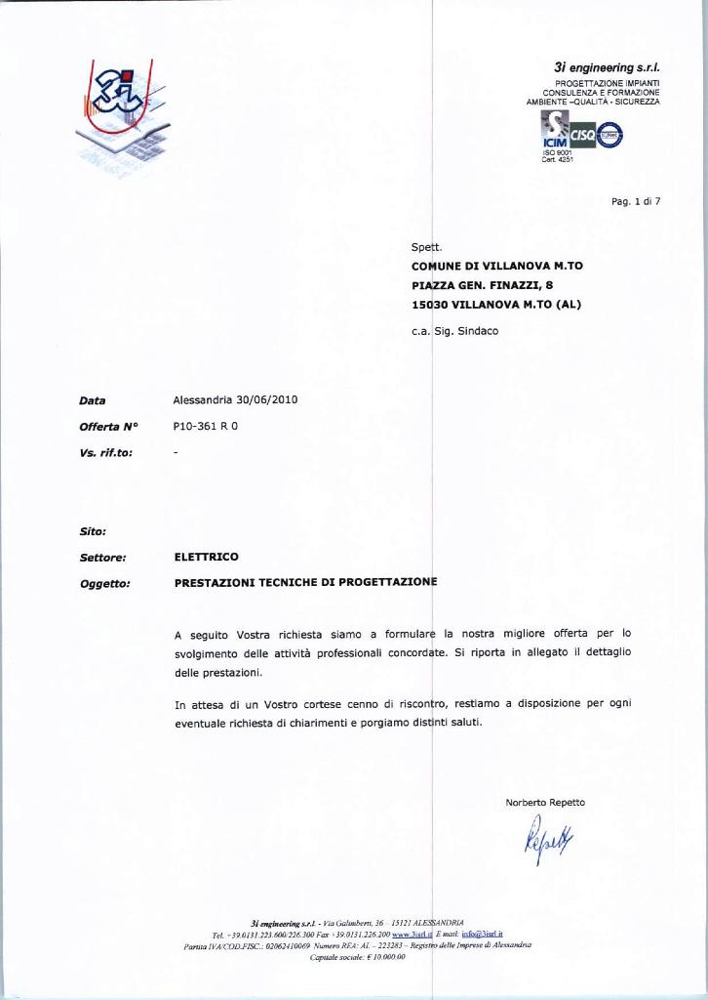 3i
3i engineering s.r.l.
PROGETTAZIONE IMPIANTI
CONSULENZA E FORMAZIONE
AMBIENTE –QUALITÀ - SICUREZZA
S ICIM CISQ
ISO 9001
Cert. 4251
Pag. 1 di 7
Spett.
COMUNE DI VILLANOVA M.TO
PIAZZA GEN. FINAZZI, 8
15030 VILLANOVA M.TO (AL)
c.a. Sig. Sindaco
Data Alessandria 30/06/2010
Offerta N° P10-361 R 0
Vs. rif.to: -
Sito:
Settore: ELETTRICO
Oggetto: PRESTAZIONI TECNICHE DI PROGETTAZIONE
A seguito Vostra richiesta siamo a formulare la nostra migliore offerta per lo
svolgimento delle attività professionali concordate. Si riporta in allegato il dettaglio
delle prestazioni.
In attesa di un Vostro cortese cenno di riscontro, restiamo a disposizione per ogni
eventuale richiesta di chiarimenti e porgiamo distinti saluti.
Norberto Repetto
Repetto
3i engineering s.r.l. - Via Galimberti, 36 – 15121 ALESSANDRIA
Tel. +39.0131.223.600/226.300 Fax +39.0131.226.200 www.3isrl.it E mail: info@3isrl.it
Partita IVA/COD.FISC.: 02062410069 Numero REA: AL – 223283 – Registro delle Imprese di Alessandria
Capitale sociale: € 10.000,00